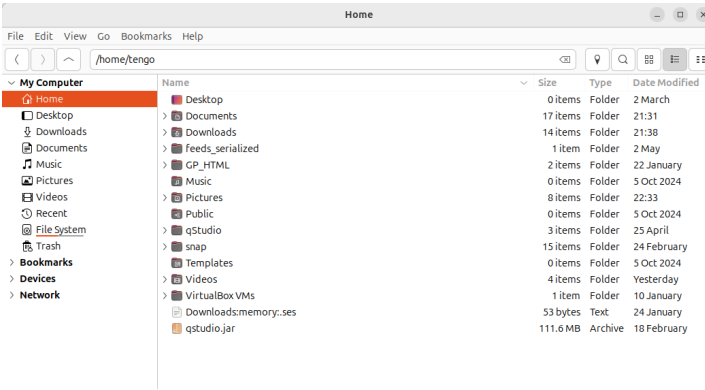 Home
File Edit View Go Bookmarks Help
/home/tengo
My Computer
Name Size Type Date Modified
Home
Desktop
Downloads
Documents
Music
Pictures
Videos
Recent
File System
Trash
Bookmarks
Devices
Network
Desktop 0 items Folder 2 March
Documents 17 items Folder 21:31
Downloads 14 items Folder 21:38
feeds_serialized 1 item Folder 2 May
GP_HTML 2 items Folder 22 January
Music 0 items Folder 5 Oct 2024
Pictures 8 items Folder 22:33
Public 0 items Folder 5 Oct 2024
qStudio 3 items Folder 25 April
snap 15 items Folder 24 February
Templates 0 items Folder 5 Oct 2024
Videos 4 items Folder Yesterday
VirtualBox VMs 1 item Folder 10 January
Downloads:memory:.ses 53 bytes Text 24 January
qstudio.jar 111.6 MB Archive 18 February